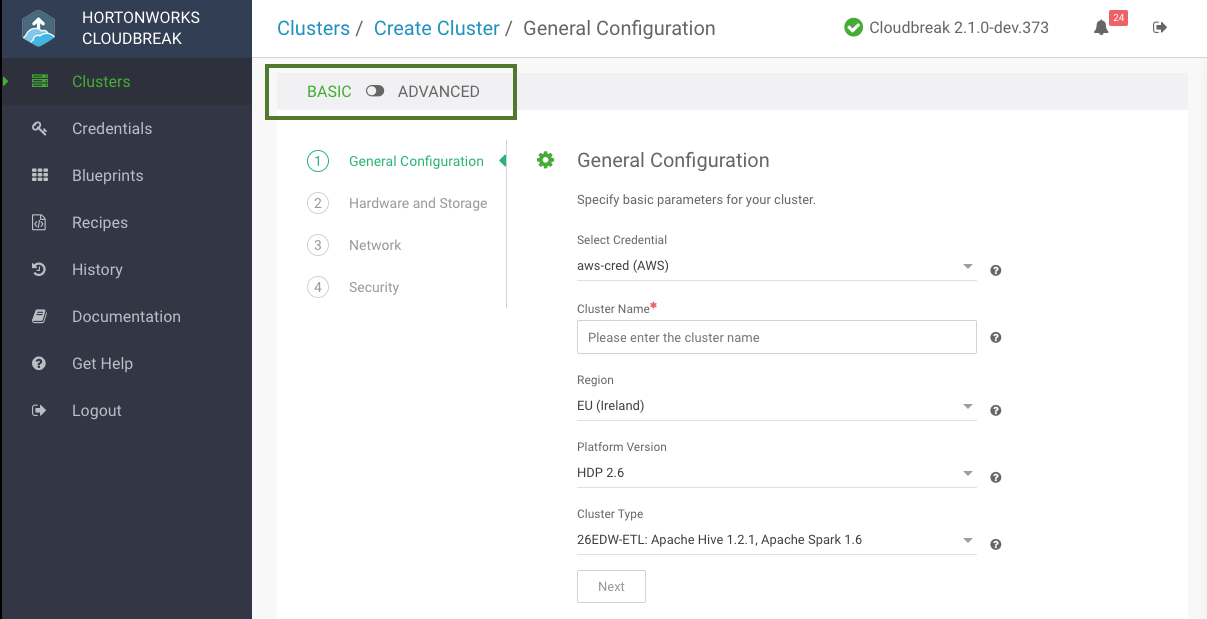 HORTONWORKS
CLOUDBREAK
Clusters
Credentials
Blueprints
Recipes
History
Documentation
Get Help
Logout
Clusters / Create Cluster / General Configuration
Cloudbreak 2.1.0-dev.373
24
BASIC ADVANCED
1 General Configuration
2 Hardware and Storage
3 Network
4 Security
General Configuration
Specify basic parameters for your cluster.
Select Credential
aws-cred (AWS)
?
Cluster Name*
Please enter the cluster name
?
Region
EU (Ireland)
?
Platform Version
HDP 2.6
?
Cluster Type
26EDW-ETL: Apache Hive 1.2.1, Apache Spark 1.6
?
Next